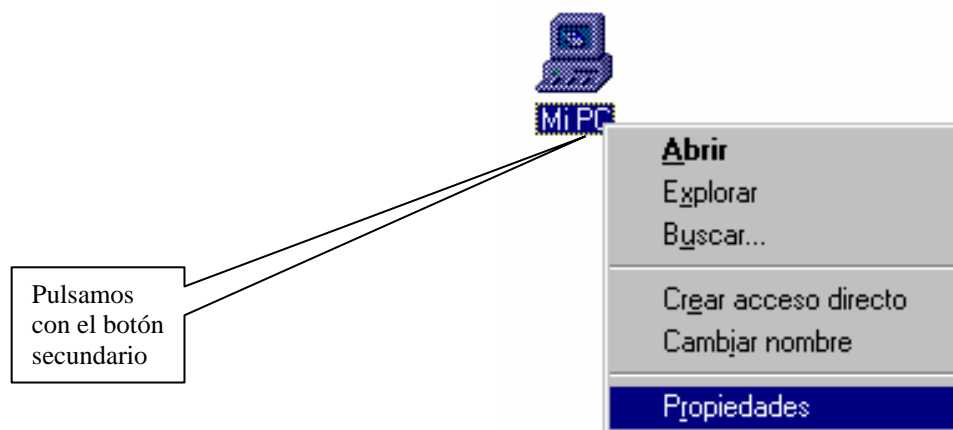 Mi PC
Abrir
Explorar
Buscar...
Crear acceso directo
Cambiar nombre
Propiedades
Pulsamos
con el botón
secundario